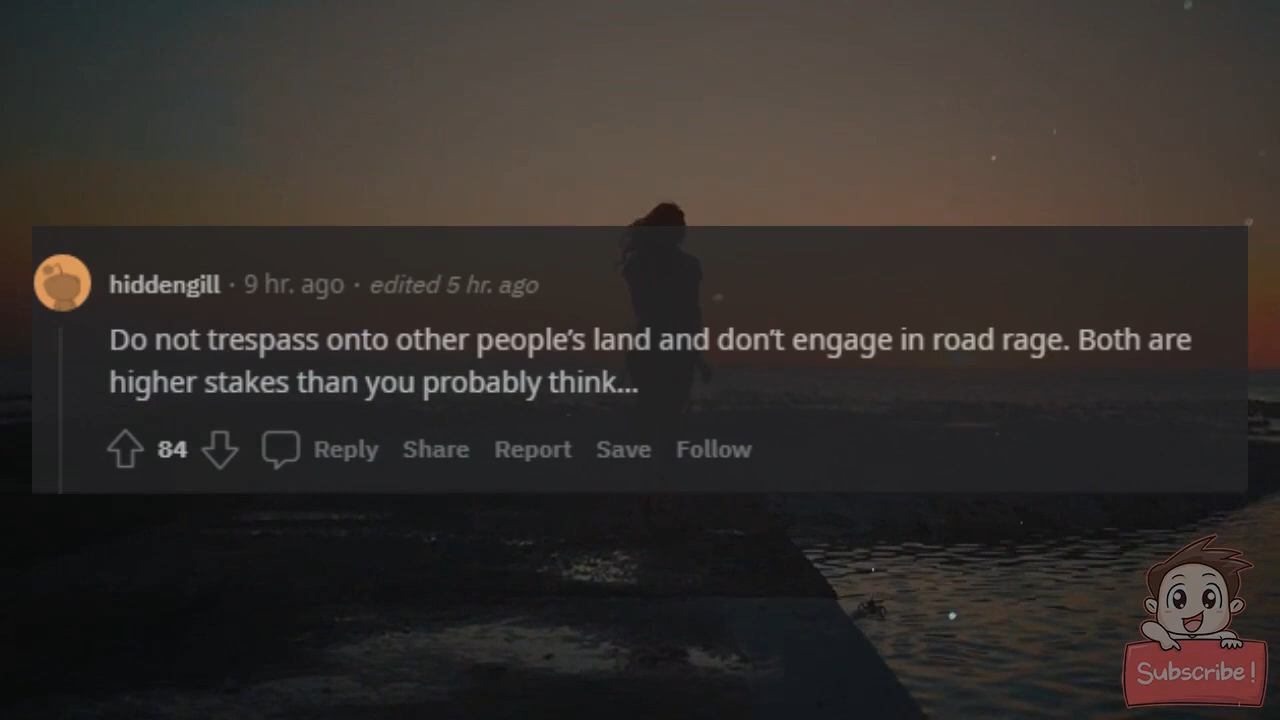 hiddengill · 9 hr. ago · edited 5 hr. ago
Do not trespass onto other people’s land and don’t engage in road rage. Both are
higher stakes than you probably think...
84 Reply Share Report Save Follow
Subscribe!